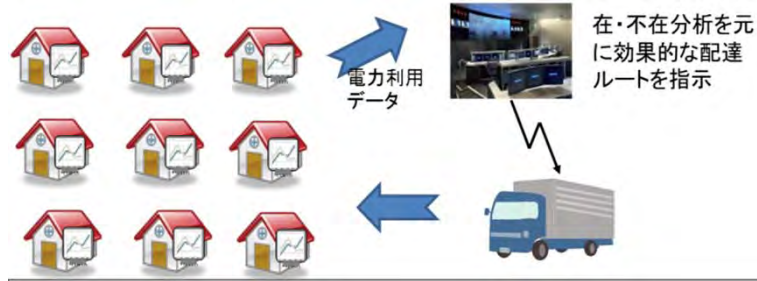 在・不在分析を元
に効果的な配達
ルートを指示
電力利用
データ